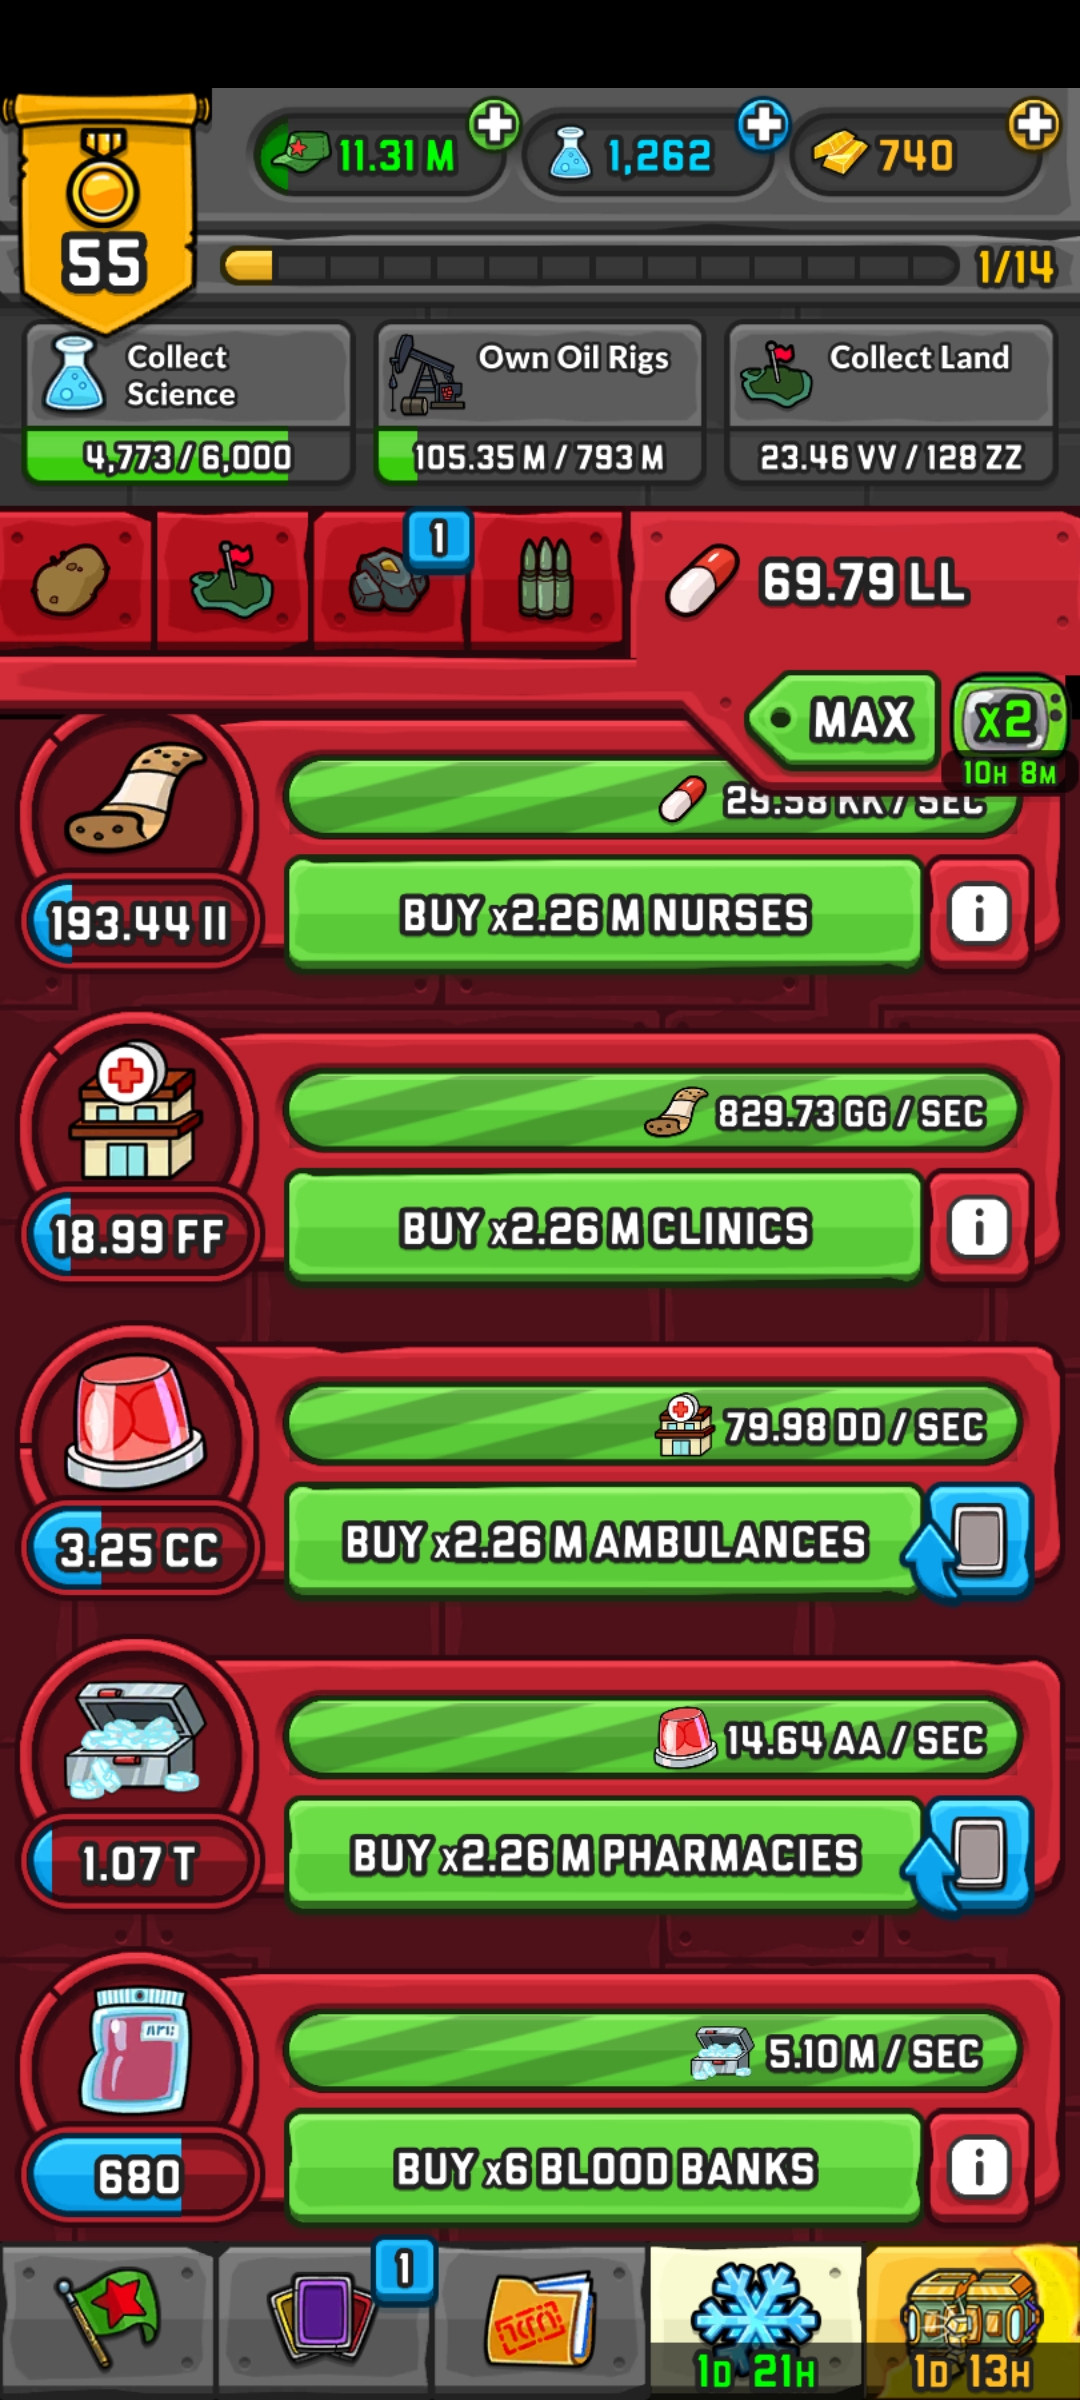 11.31 M
1,262
740
55
1/14
Collect
Science
4,773 / 6,000
Own Oil Rigs
105.35 M / 793 M
Collect Land
23.46 VV / 128 ZZ
1
69.79 LL
MAX
x2
10H 8M
29.58 KK / SEC
193.44 II
BUY x2.26 M NURSES
i
829.73 GG / SEC
18.99 FF
BUY x2.26 M CLINICS
i
79.98 DD / SEC
3.25 CC
BUY x2.26 M AMBULANCES
14.64 AA / SEC
1.07 T
BUY x2.26 M PHARMACIES
5.10 M / SEC
680
BUY x6 BLOOD BANKS
i
1
1D 21H
1D 13H